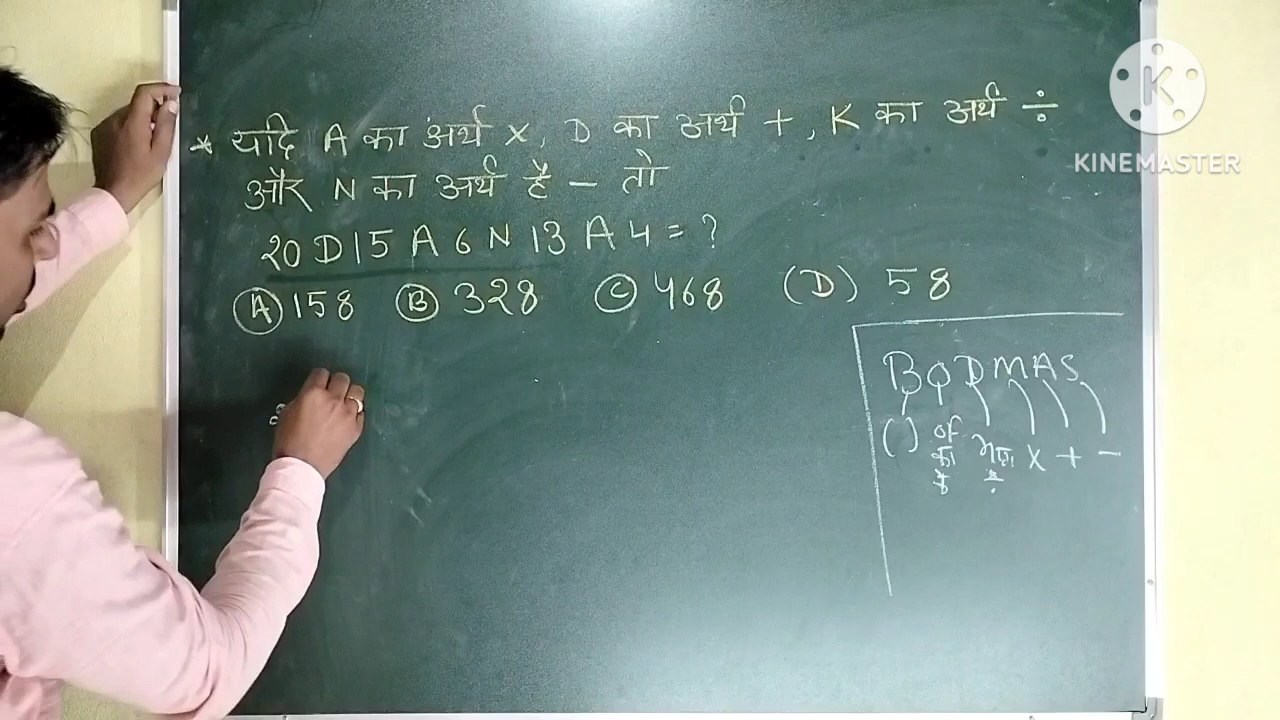 * यदि A का अर्थ ×, D का अर्थ +, K का अर्थ ÷
और N का अर्थ है − तो
20 D 15 A 6 N 13 A 4 = ?
(A) 158 (B) 328 (C) 468 (D) 58
BODMAS
( ) of × + −
का
÷
K
KINEMASTER